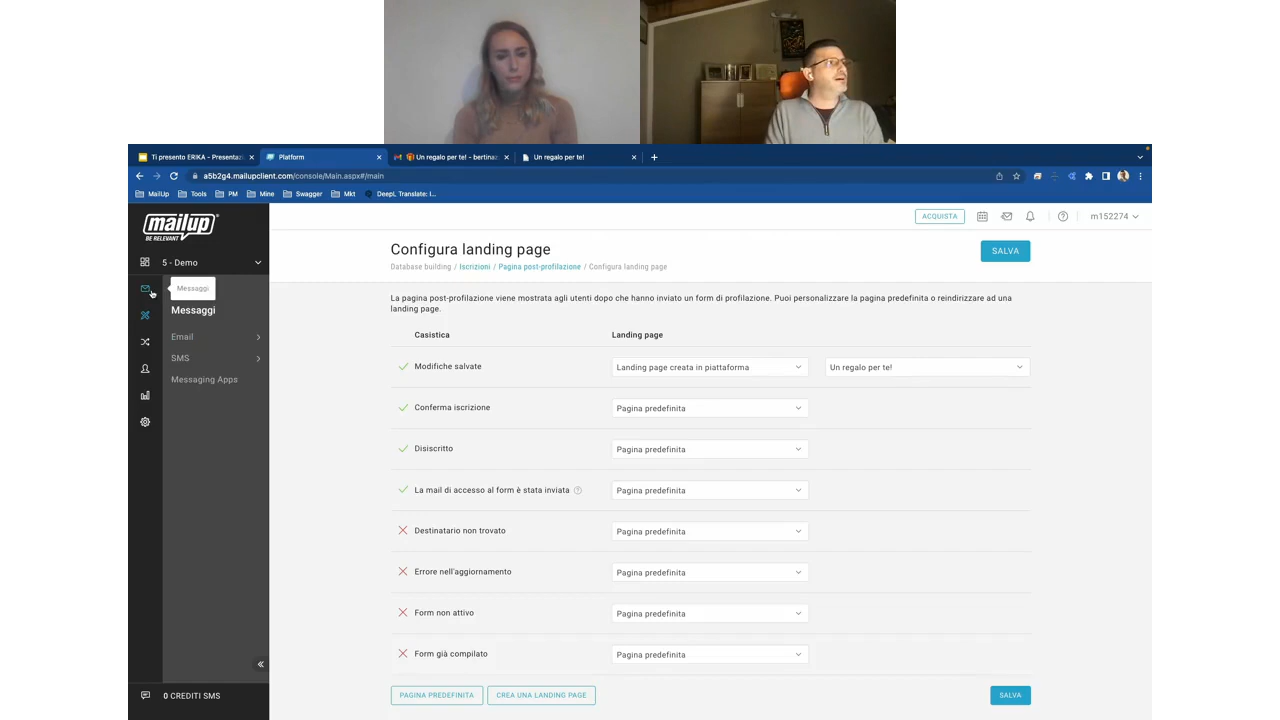 Ti presento ERIKA - Presentazi
Platform
Un regalo per te! - bertina
Un regalo per te!
a5b2g4.mailupclient.com/console/Main.aspx#/main
MailUp
Tools
PM
Mine
Swagger
Mkt
DeepL Translate: I...
mailup®
BE RELEVANT
ACQUISTA
m152274
5 - Demo
Configura landing page
SALVA
Database building / Iscrizioni / Pagina post-profilazione / Configura landing page
Messaggi
Messaggi
Email
SMS
Messaging Apps
La pagina post-profilazione viene mostrata agli utenti dopo che hanno inviato un form di profilazione. Puoi personalizzare la pagina predefinita o reindirizzare ad una
landing page.
Casistica
Landing page
Modifiche salvate
Landing page creata in piattaforma
Un regalo per te!
Conferma iscrizione
Pagina predefinita
Disiscritto
Pagina predefinita
La mail di accesso al form è stata inviata
Pagina predefinita
Destinatario non trovato
Pagina predefinita
Errore nell'aggiornamento
Pagina predefinita
Form non attivo
Pagina predefinita
Form già compilato
Pagina predefinita
PAGINA PREDEFINITA
CREA UNA LANDING PAGE
SALVA
0 CREDITI SMS